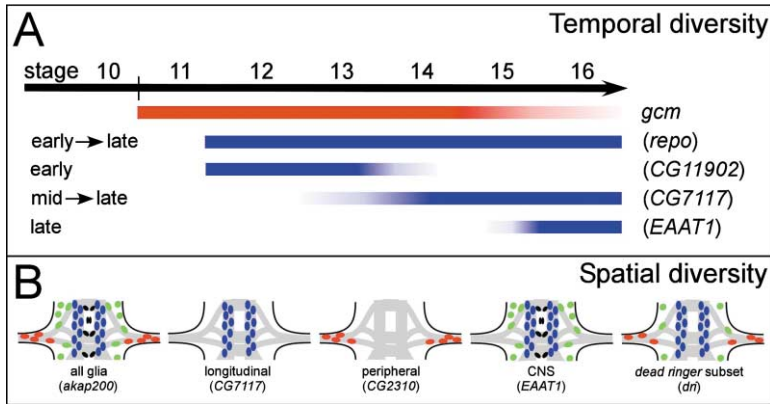 A
Temporal diversity
stage 10 11 12 13 14 15 16
gcm
early → late (repo)
early (CG11902)
mid → late (CG7117)
late (EAAT1)
B
Spatial diversity
all glia longitudinal peripheral CNS dead ringer subset
(akap200) (CG7117) (CG2310) (EAAT1) (dri)